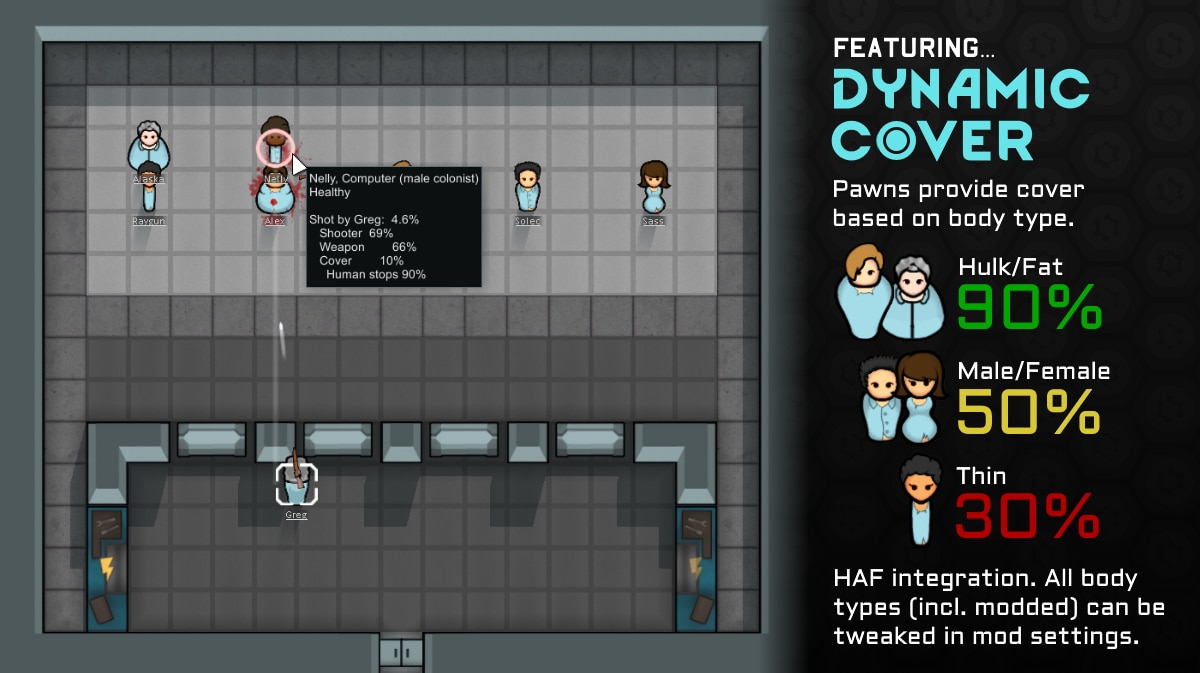 FEATURING...
DYNAMIC
COVER
Pawns provide cover
based on body type.
Hulk/Fat
90%
Male/Female
50%
Thin
30%
HAF integration. All body
types (incl. modded) can be
tweaked in mod settings.
Alaska
Raygun
Nelly
Alex
Nelly, Computer (male colonist)
Healthy
Shot by Greg: 4.6%
Shooter 69%
Weapon 66%
Cover 10%
Human stops 90%
Solec
Sass
Greg